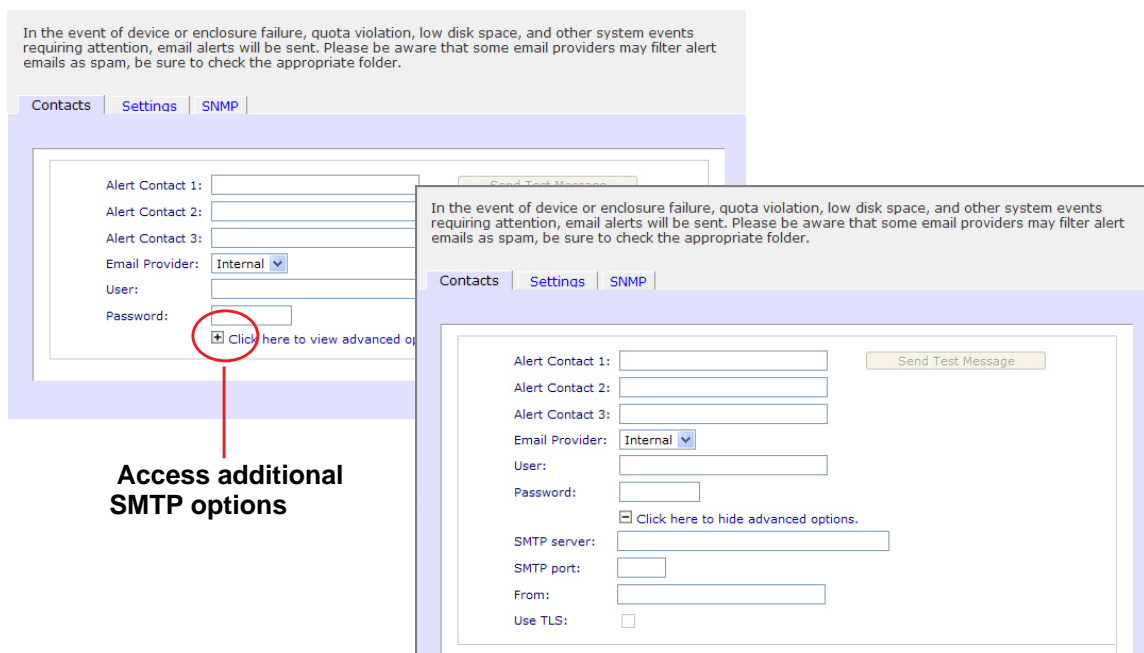 In the event of device or enclosure failure, quota violation, low disk space, and other system events
requiring attention, email alerts will be sent. Please be aware that some email providers may filter alert
emails as spam, be sure to check the appropriate folder.
Contacts Settings SNMP
Alert Contact 1: Send Test Message
Alert Contact 2:
Alert Contact 3:
Email Provider: Internal
User:
Password:
Click here to view advanced op
Access additional
SMTP options
In the event of device or enclosure failure, quota violation, low disk space, and other system events
requiring attention, email alerts will be sent. Please be aware that some email providers may filter alert
emails as spam, be sure to check the appropriate folder.
Contacts Settings SNMP
Alert Contact 1: Send Test Message
Alert Contact 2:
Alert Contact 3:
Email Provider: Internal
User:
Password:
Click here to hide advanced options.
SMTP server:
SMTP port:
From:
Use TLS: